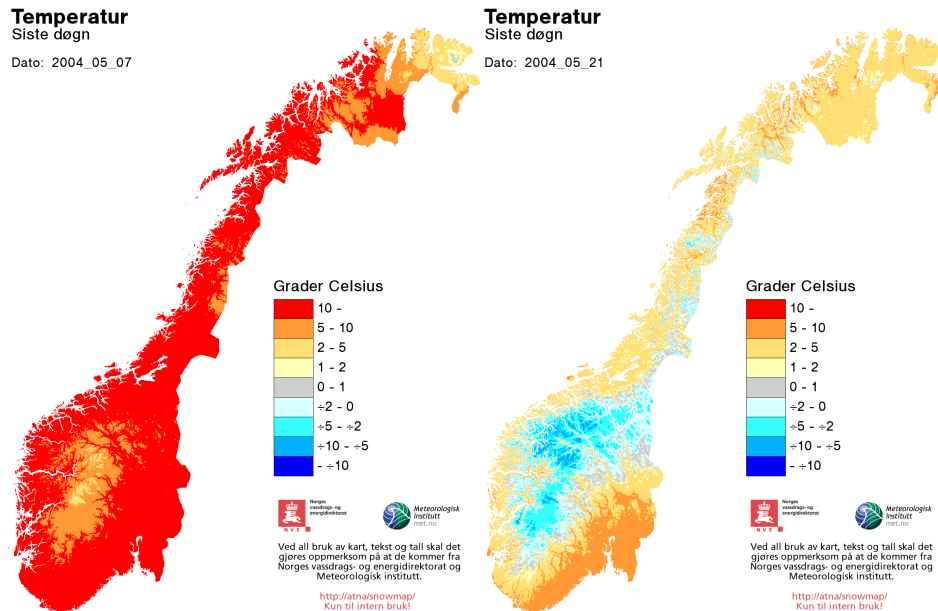 Temperatur
Siste døgn
Dato: 2004_05_07
Grader Celsius
10 -
5 - 10
2 - 5
1 - 2
0 - 1
÷2 - 0
÷5 - ÷2
÷10 - ÷5
- ÷10
NVE
Norges
vassdrags- og
energidirektorat
Meteorologisk
institutt
met.no
Ved all bruk av kart, tekst og tall skal det
gjøres oppmerksom på at de kommer fra
Norges vassdrags- og energidirektorat og
Meteorologisk institutt.
http://atna/snowmap/
Kun til intern bruk!
Temperatur
Siste døgn
Dato: 2004_05_21
Grader Celsius
10 -
5 - 10
2 - 5
1 - 2
0 - 1
÷2 - 0
÷5 - ÷2
÷10 - ÷5
- ÷10
NVE
Norges
vassdrags- og
energidirektorat
Meteorologisk
institutt
met.no
Ved all bruk av kart, tekst og tall skal det
gjøres oppmerksom på at de kommer fra
Norges vassdrags- og energidirektorat og
Meteorologisk institutt.
http://atna/snowmap/
Kun til intern bruk!